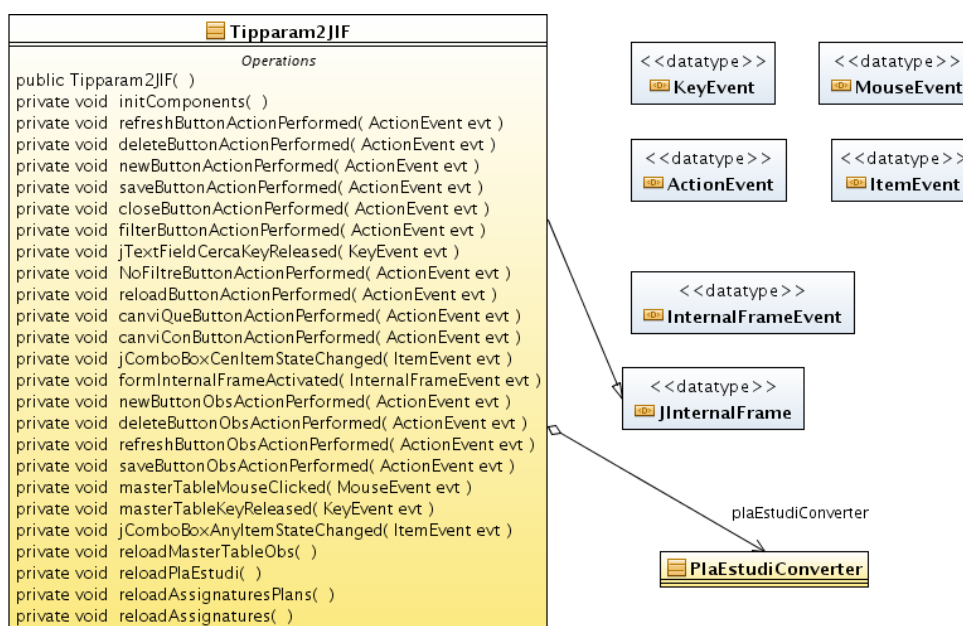 Tipparam2JIF
Operations
public Tipparam2JIF( )
private void initComponents( )
private void refreshButtonActionPerformed( ActionEvent evt )
private void deleteButtonActionPerformed( ActionEvent evt )
private void newButtonActionPerformed( ActionEvent evt )
private void saveButtonActionPerformed( ActionEvent evt )
private void closeButtonActionPerformed( ActionEvent evt )
private void filterButtonActionPerformed( ActionEvent evt )
private void jTextFieldCercaKeyReleased( KeyEvent evt )
private void NoFiltreButtonActionPerformed( ActionEvent evt )
private void reloadButtonActionPerformed( ActionEvent evt )
private void canviQueButtonActionPerformed( ActionEvent evt )
private void canviConButtonActionPerformed( ActionEvent evt )
private void jComboBoxCenItemStateChanged( ItemEvent evt )
private void formInternalFrameActivated( InternalFrameEvent evt )
private void newButtonObsActionPerformed( ActionEvent evt )
private void deleteButtonObsActionPerformed( ActionEvent evt )
private void refreshButtonObsActionPerformed( ActionEvent evt )
private void saveButtonObsActionPerformed( ActionEvent evt )
private void masterTableMouseClicked( MouseEvent evt )
private void masterTableKeyReleased( KeyEvent evt )
private void jComboBoxAnyItemStateChanged( ItemEvent evt )
private void reloadMasterTableObs( )
private void reloadPlaEstudi( )
private void reloadAssignaturesPlans( )
private void reloadAssignatures( )
<<datatype>>
<D> KeyEvent
<<datatype>>
<D> MouseEvent
<<datatype>>
<D> ActionEvent
<<datatype>>
<D> ItemEvent
<<datatype>>
<D> InternalFrameEvent
<<datatype>>
<D> JInternalFrame
plaEstudiConverter
PlaEstudiConverter